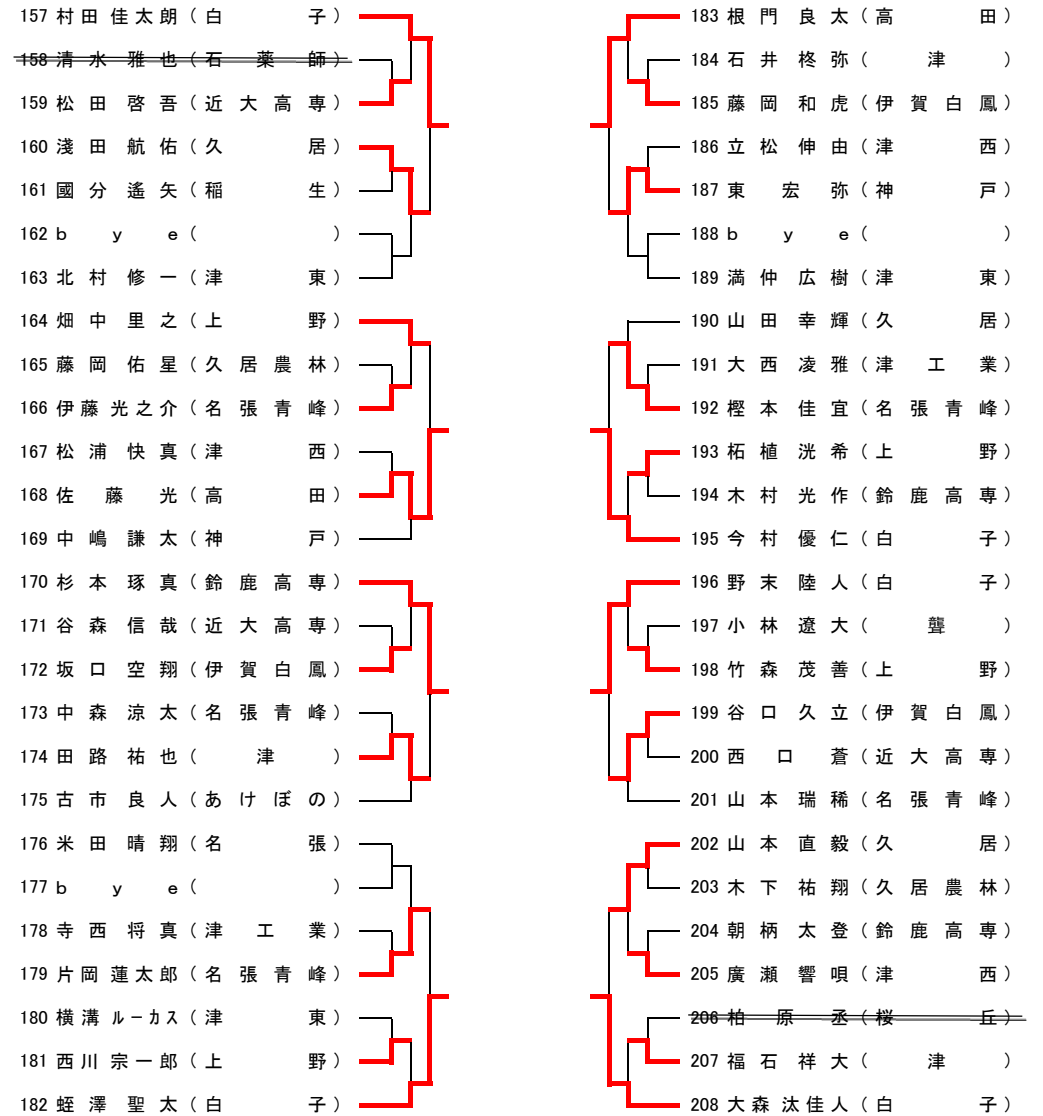 157 村田 佳太朗 (白 子)
158 清水 雅也 (石薬師)
159 松田 啓吾 (近大高専)
160 淺田 航佑 (久 居)
161 國分 遙矢 (稲 生)
162 bye ( )
163 北村 修一 (津 東)
164 畑中 里之 (上 野)
165 藤岡 佑星 (久居農林)
166 伊藤 光之介 (名張青峰)
167 松浦 快真 (津 西)
168 佐藤 光 (高 田)
169 中嶋 謙太 (神 戸)
170 杉本 琢真 (鈴鹿高専)
171 谷森 信哉 (近大高専)
172 坂口 空翔 (伊賀白鳳)
173 中森 涼太 (名張青峰)
174 田路 祐也 (津)
175 古市 良人 (あけぼの)
176 米田 晴翔 (名 張)
177 bye ( )
178 寺西 将真 (津工業)
179 片岡 蓮太郎 (名張青峰)
180 横溝 ルーカス (津 東)
181 西川 宗一郎 (上 野)
182 蛭澤 聖太 (白 子)
183 根門 良太 (高 田)
184 石井 柊弥 (津)
185 藤岡 和虎 (伊賀白鳳)
186 立松 伸由 (津 西)
187 東 宏弥 (神 戸)
188 bye ( )
189 満仲 広樹 (津 東)
190 山田 幸輝 (久 居)
191 大西 凌雅 (津工業)
192 樫本 佳宜 (名張青峰)
193 柘植 洸希 (上 野)
194 木村 光作 (鈴鹿高専)
195 今村 優仁 (白 子)
196 野末 陸人 (白 子)
197 小林 遼大 (聾)
198 竹森 茂善 (上 野)
199 谷口 久立 (伊賀白鳳)
200 西口 蒼 (近大高専)
201 山本 瑞稀 (名張青峰)
202 山本 直毅 (久 居)
203 木下 祐翔 (久居農林)
204 朝柄 太登 (鈴鹿高専)
205 廣瀬 響唄 (津 西)
206 柏原 丞 (桜 丘)
207 福石 祥大 (津)
208 大森 汰佳人 (白 子)